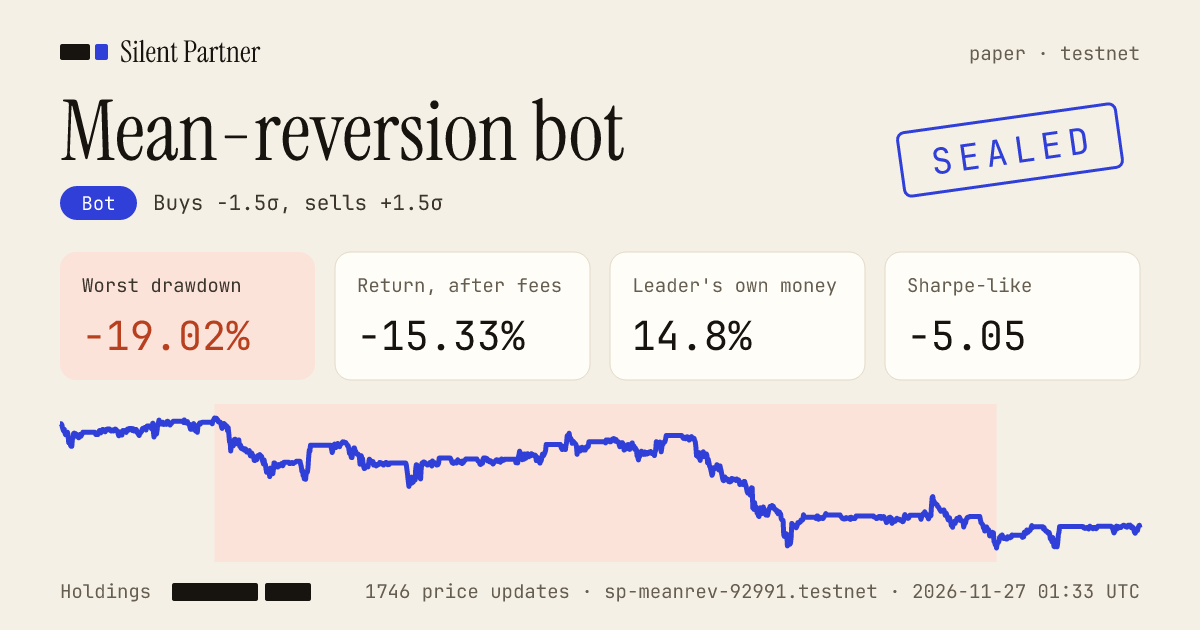 Silent Partner
paper · testnet
Mean-reversion bot
SEALED
Bot
Buys -1.5σ, sells +1.5σ
Worst drawdown
-19.02%
Return, after fees
-15.33%
Leader's own money
14.8%
Sharpe-like
-5.05
Holdings
1746 price updates · sp-meanrev-92991.testnet · 2026-11-27 01:33 UTC